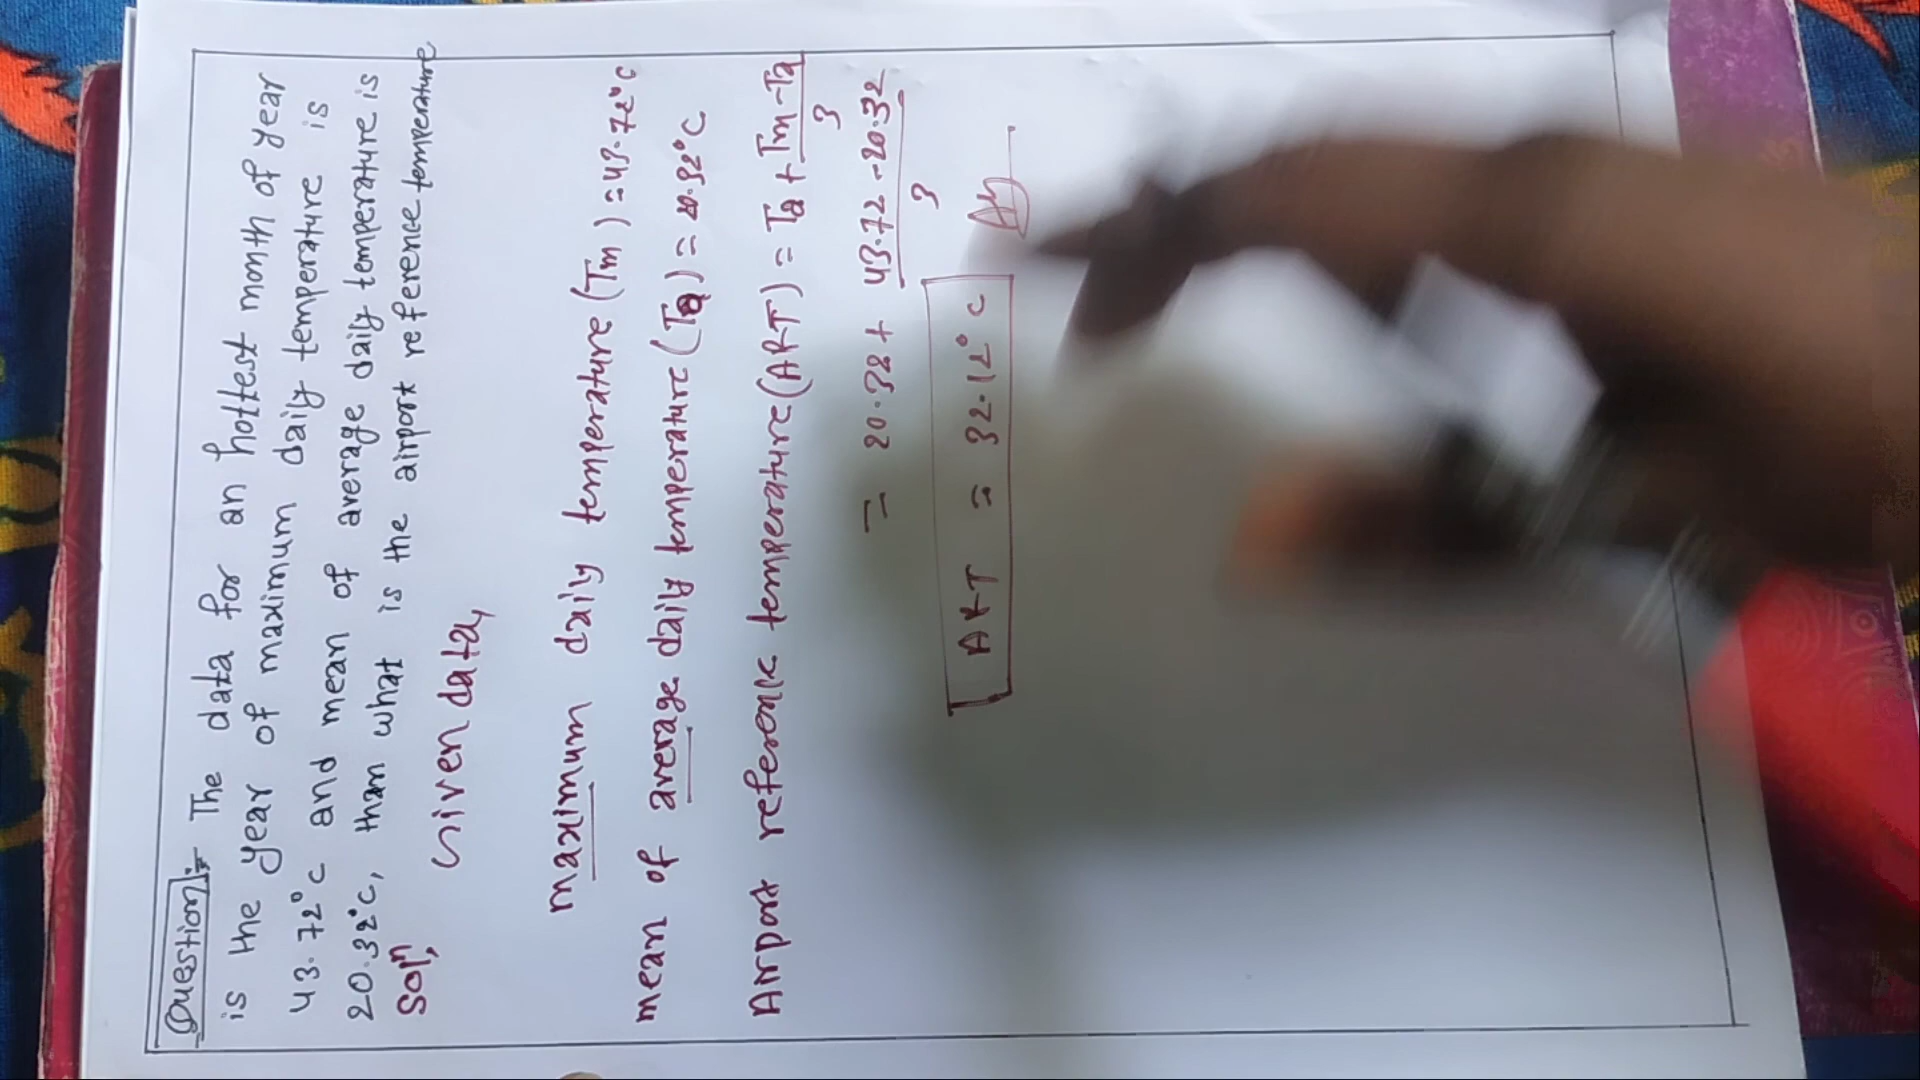 Question:- The data for an hottest month of year
is the year of maximum daily temperature is
43.72°C and mean of average daily temperature is
20.32°C, than what is the airport reference temperature
Solⁿ, Given data,
maximum daily temperature (Tm) = 43.72°C
mean of average daily temperature (Ta) = 20.32°C
Airport reference temperature (ART) = Ta + Tm-Ta/3
= 20.32 + 43.72-20.32/3
ART = 32.12°C